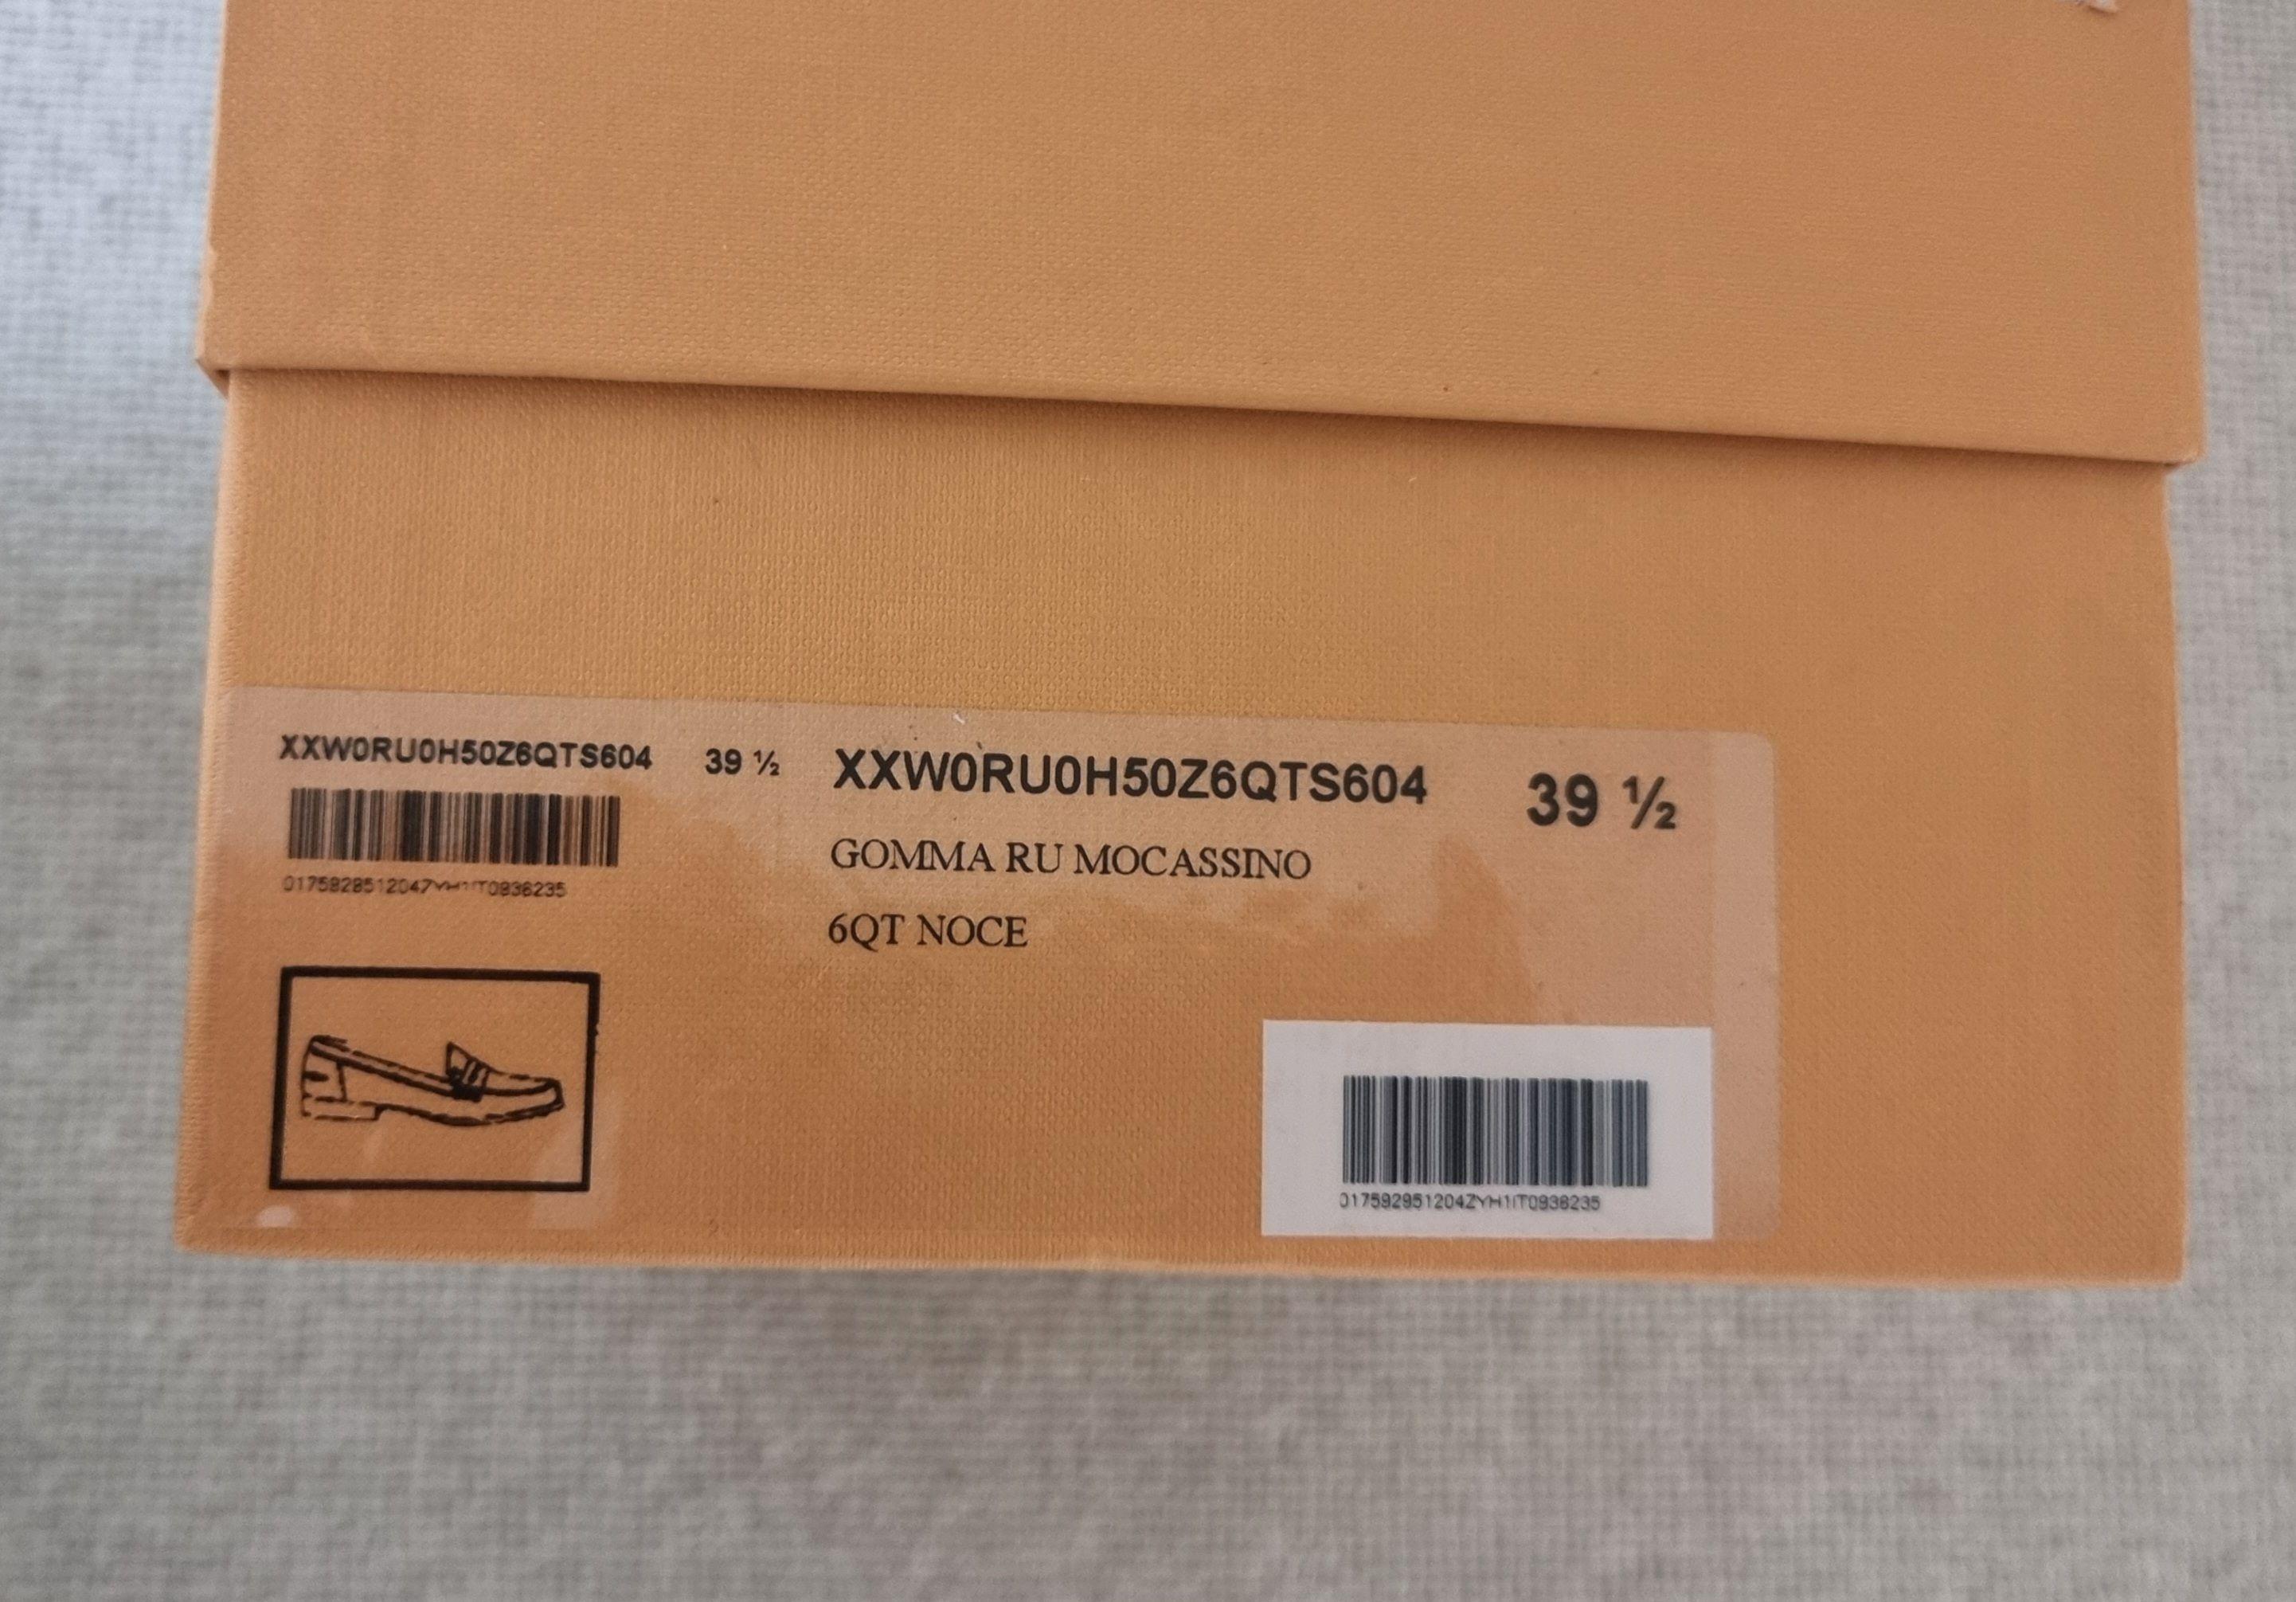 XXW0RU0H50Z6QTS604 39 ½
XXW0RU0H50Z6QTS604 39 ½
GOMMA RU MOCASSINO
6QT NOCE